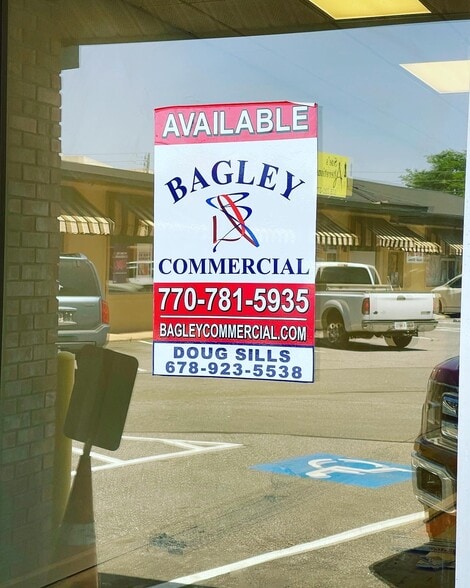 AVAILABLE
BAGLEY
COMMERCIAL
770-781-5935
BAGLEYCOMMERCIAL.COM
DOUG SILLS
678-923-5538